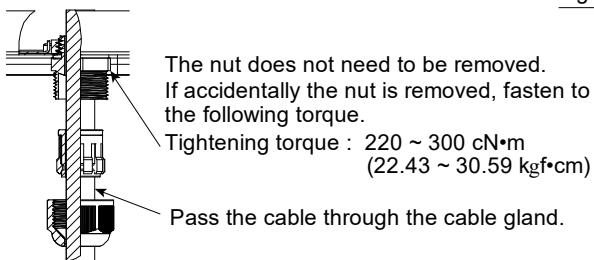 The nut does not need to be removed.
If accidentally the nut is removed, fasten to
the following torque.
Tightening torque : 220 ~ 300 cN•m
(22.43 ~ 30.59 kgf•cm)
Pass the cable through the cable gland.